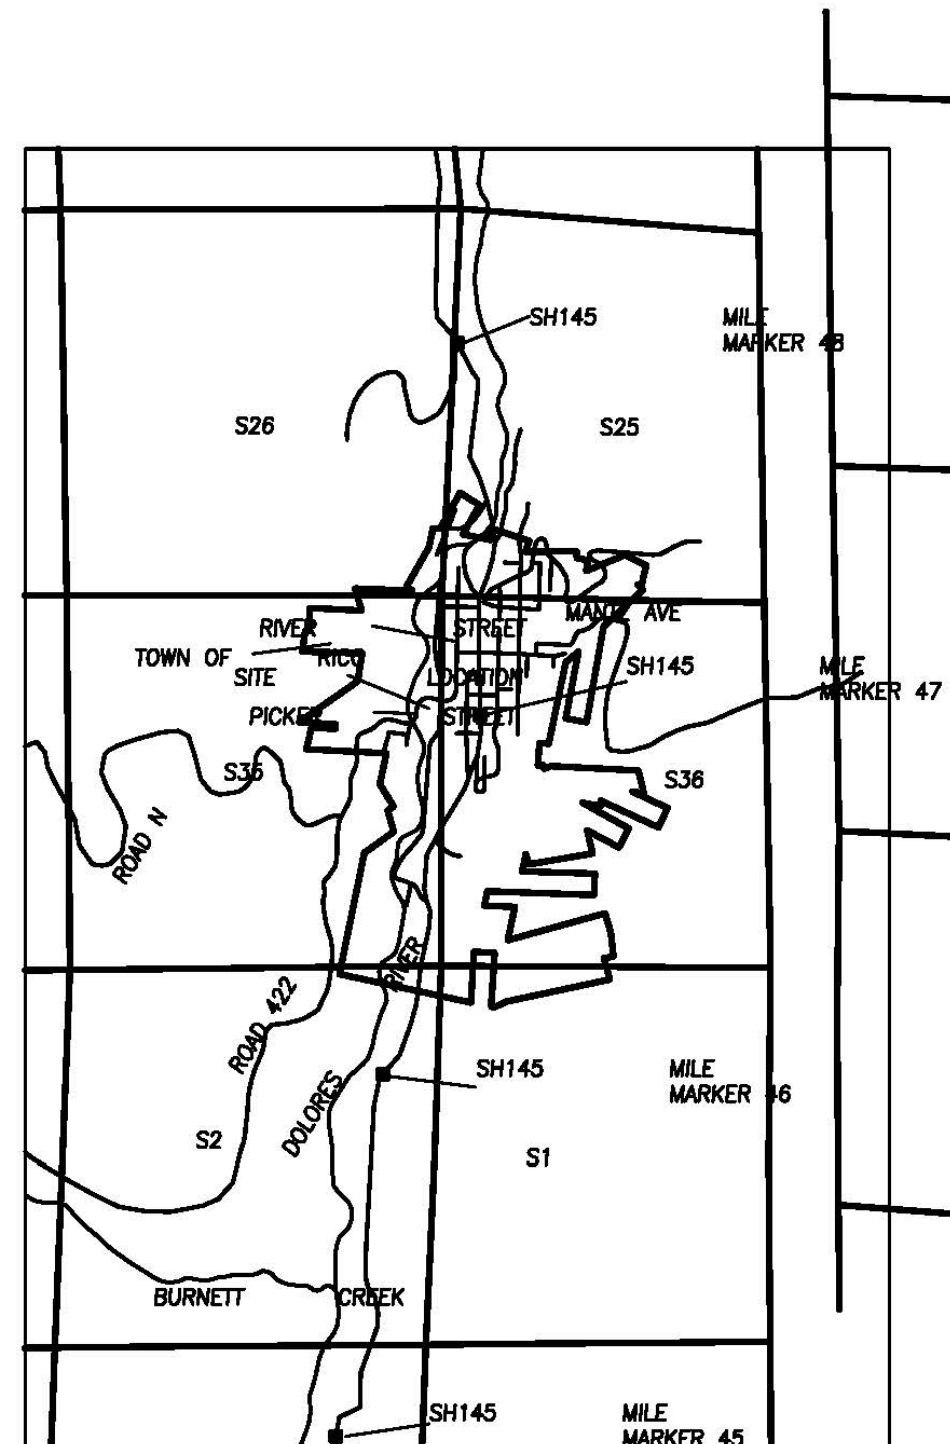 SH145 MILE
MARKER 48
S26 S25
MANTZ AVE
RIVER STREET
TOWN OF RICO SH145 MILE
SITE LOCATION MARKER 47
PICKER STREET
S35 S36
ROAD N
RIVER
ROAD 422
SH145 MILE
MARKER 46
DOLORES
S2 S1
BURNETT CREEK
SH145 MILE
MARKER 45